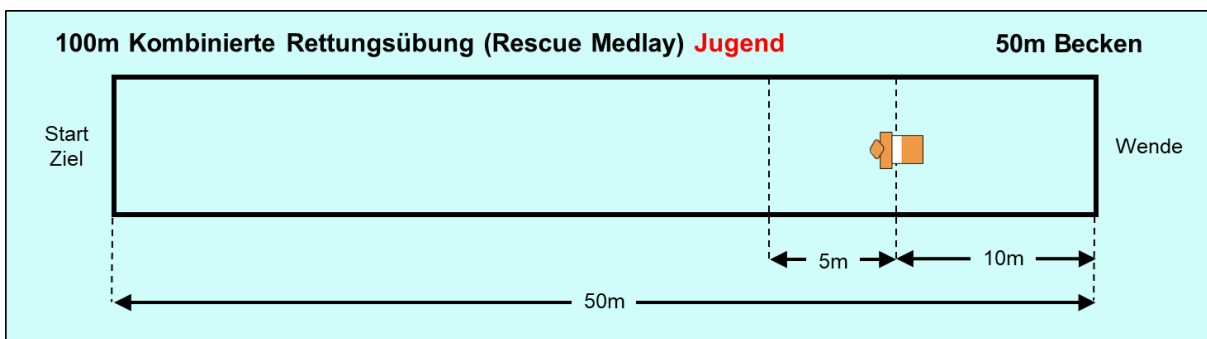 100m Kombinierte Rettungsübung (Rescue Medlay) Jugend 50m Becken
Start
Ziel
Wende
5m
10m
50m